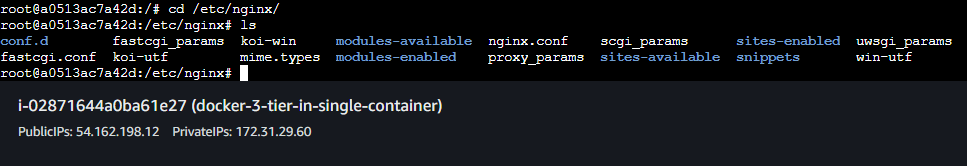 root@a0513ac7a42d:/# cd /etc/nginx/
root@a0513ac7a42d:/etc/nginx# ls
conf.d fastcgi_params koi-win modules-available nginx.conf scgi_params sites-enabled uwsgi_params
fastcgi.conf koi-utf mime.types modules-enabled proxy_params sites-available snippets win-utf
root@a0513ac7a42d:/etc/nginx#
i-02871644a0ba61e27 (docker-3-tier-in-single-container)
PublicIPs: 54.162.198.12 PrivateIPs: 172.31.29.60